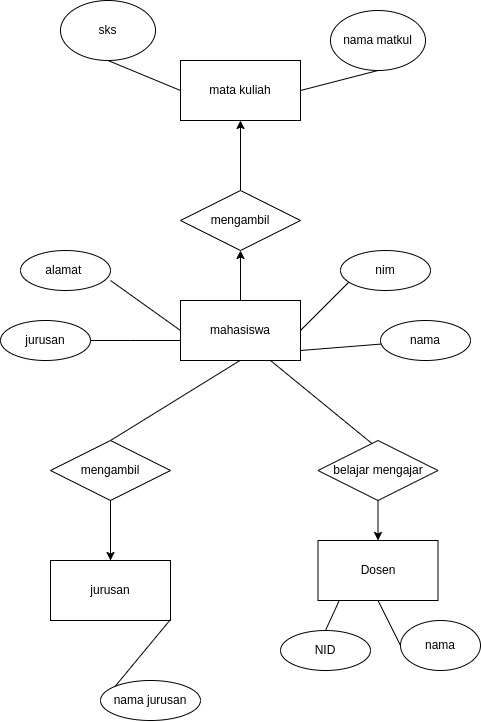 sks
nama matkul
mata kuliah
mengambil
alamat
nim
mahasiswa
jurusan
nama
mengambil
belajar mengajar
jurusan
Dosen
NID
nama
nama jurusan